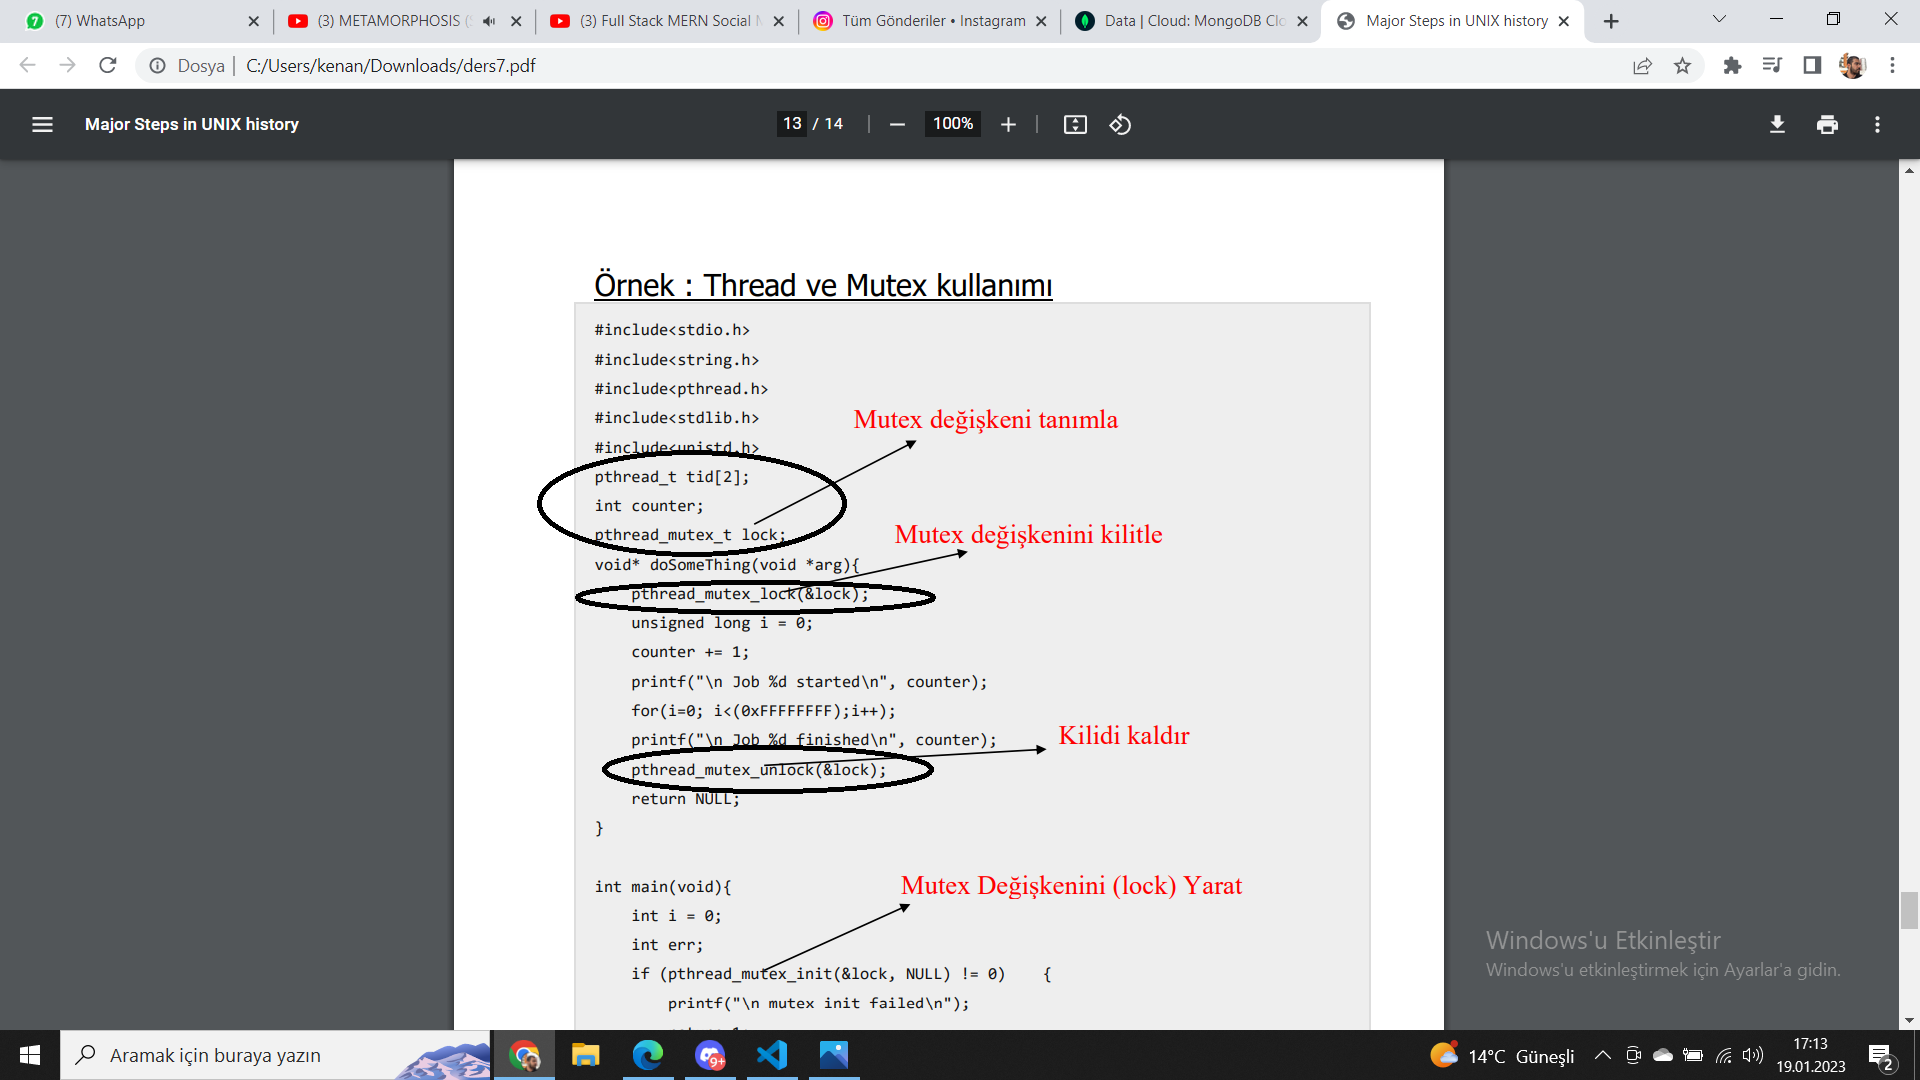 (7) WhatsApp
(3) METAMORPHOSIS (
(3) Full Stack MERN Social
Tüm Gönderiler • Instagram
Data | Cloud: MongoDB Clo
Major Steps in UNIX history
Dosya
C:/Users/kenan/Downloads/ders7.pdf
Major Steps in UNIX history
13 / 14
100%
Örnek : Thread ve Mutex kullanımı
#include<stdio.h>
#include<string.h>
#include<pthread.h>
#include<stdlib.h>
Mutex değişkeni tanımla
#include<unistd.h>
pthread_t tid[2];
int counter;
pthread_mutex_t lock;
Mutex değişkenini kilitle
void* doSomeThing(void *arg){
pthread_mutex_lock(&lock);
unsigned long i = 0;
counter += 1;
printf("\n Job %d started\n", counter);
for(i=0; i<(0xFFFFFFFF);i++);
printf("\n Job %d finished\n", counter);
Kilidi kaldır
pthread_mutex_unlock(&lock);
return NULL;
}
int main(void){
Mutex Değişkenini (lock) Yarat
int i = 0;
int err;
if (pthread_mutex_init(&lock, NULL) != 0) {
printf("\n mutex init failed\n");
Windows'u Etkinleştir
Windows'u etkinleştirmek için Ayarlar'a gidin.
Aramak için buraya yazın
9+
14°C Güneşli
17:13
19.01.2023
2